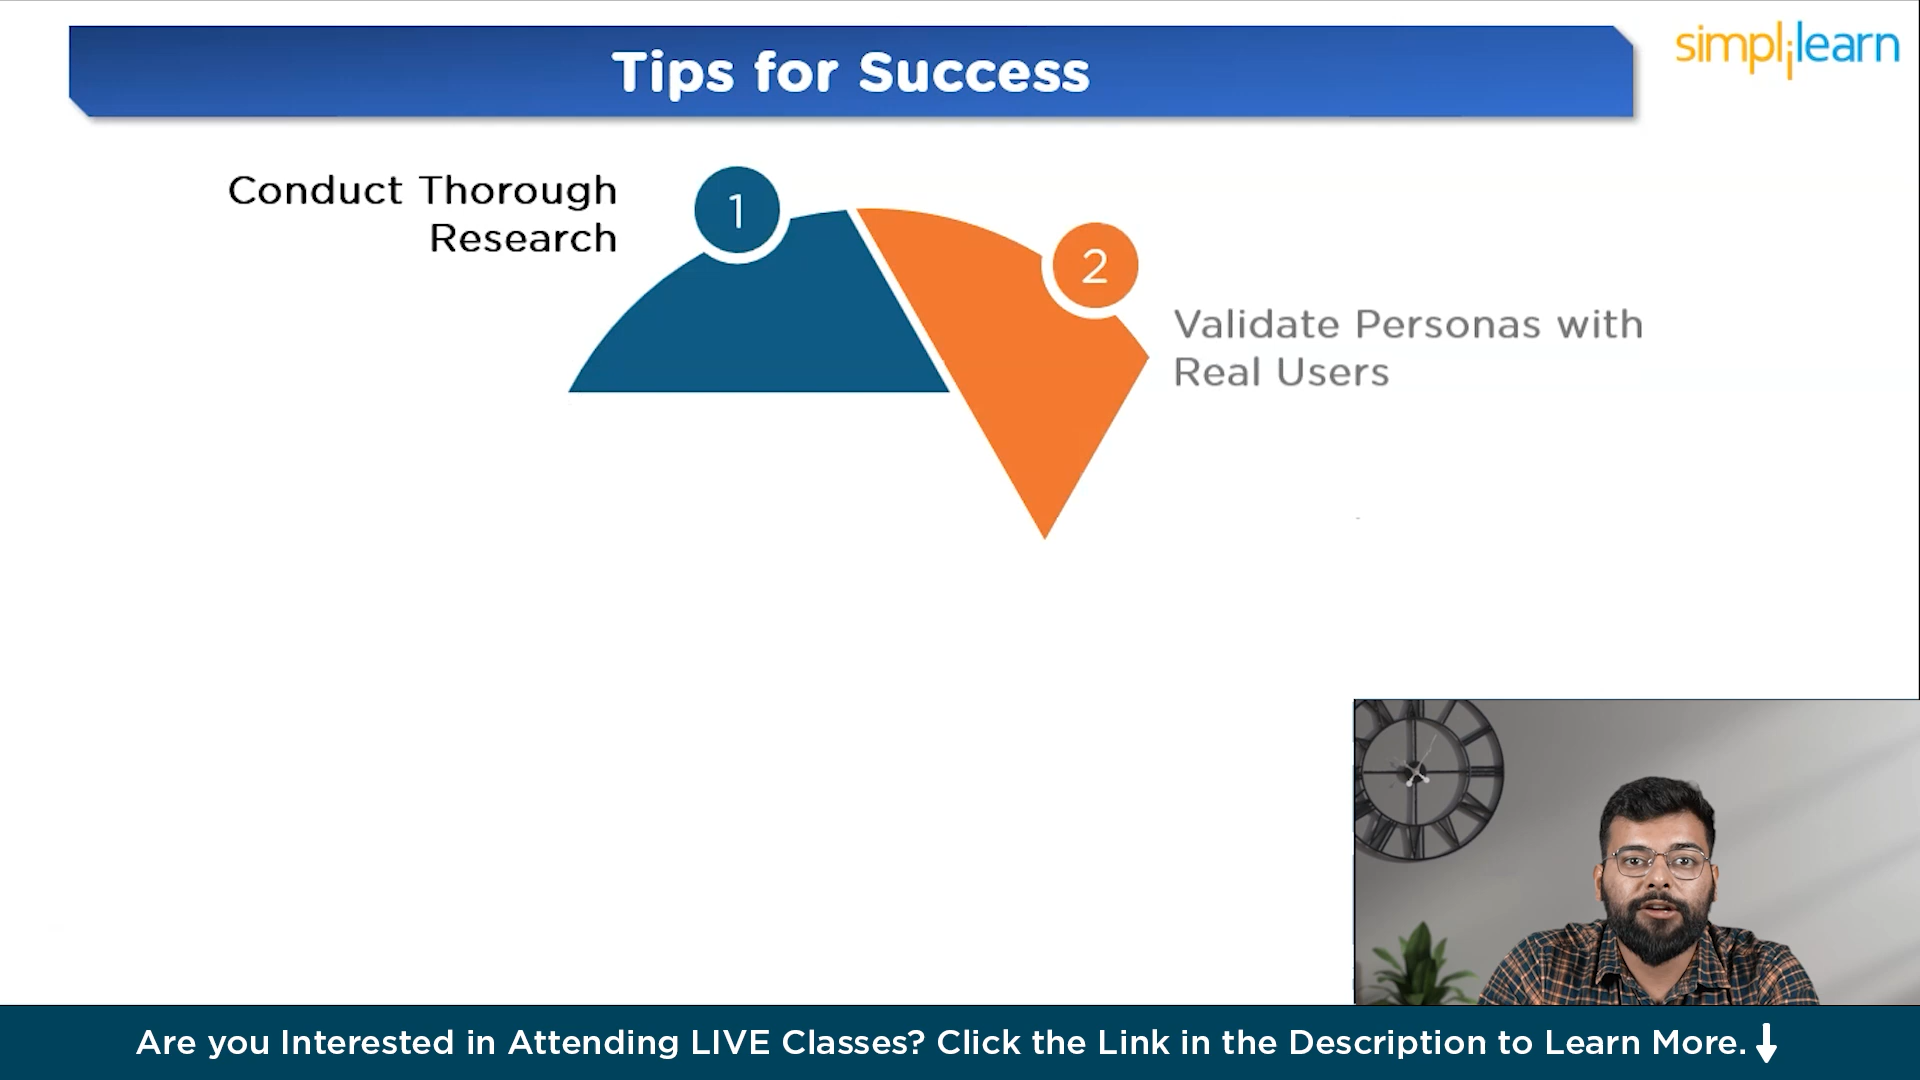 Tips for Success
simplilearn
Conduct Thorough
Research
1
2
Validate Personas with
Real Users
Are you Interested in Attending LIVE Classes? Click the Link in the Description to Learn More.